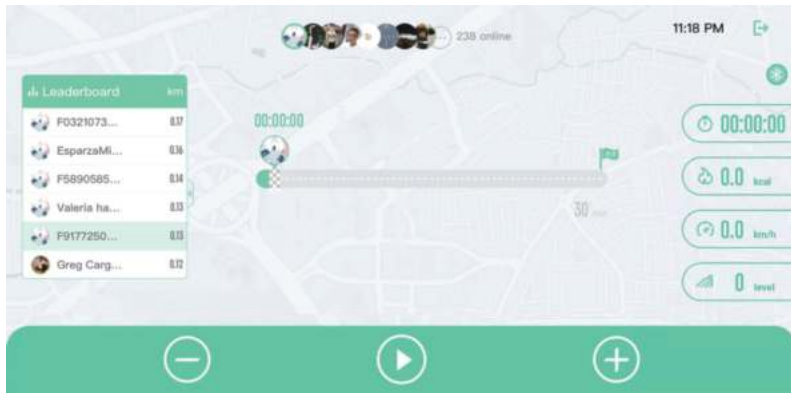 238 online
11:18 PM
Leaderboard km
F0321073... 0.17
EsparzaMi... 0.16
F5890585... 0.14
Valeria ha... 0.13
F9177250... 0.13
Greg Carg... 0.12
00:00:00
30
00:00:00
0.0 kcal
0.0 km/h
0 level